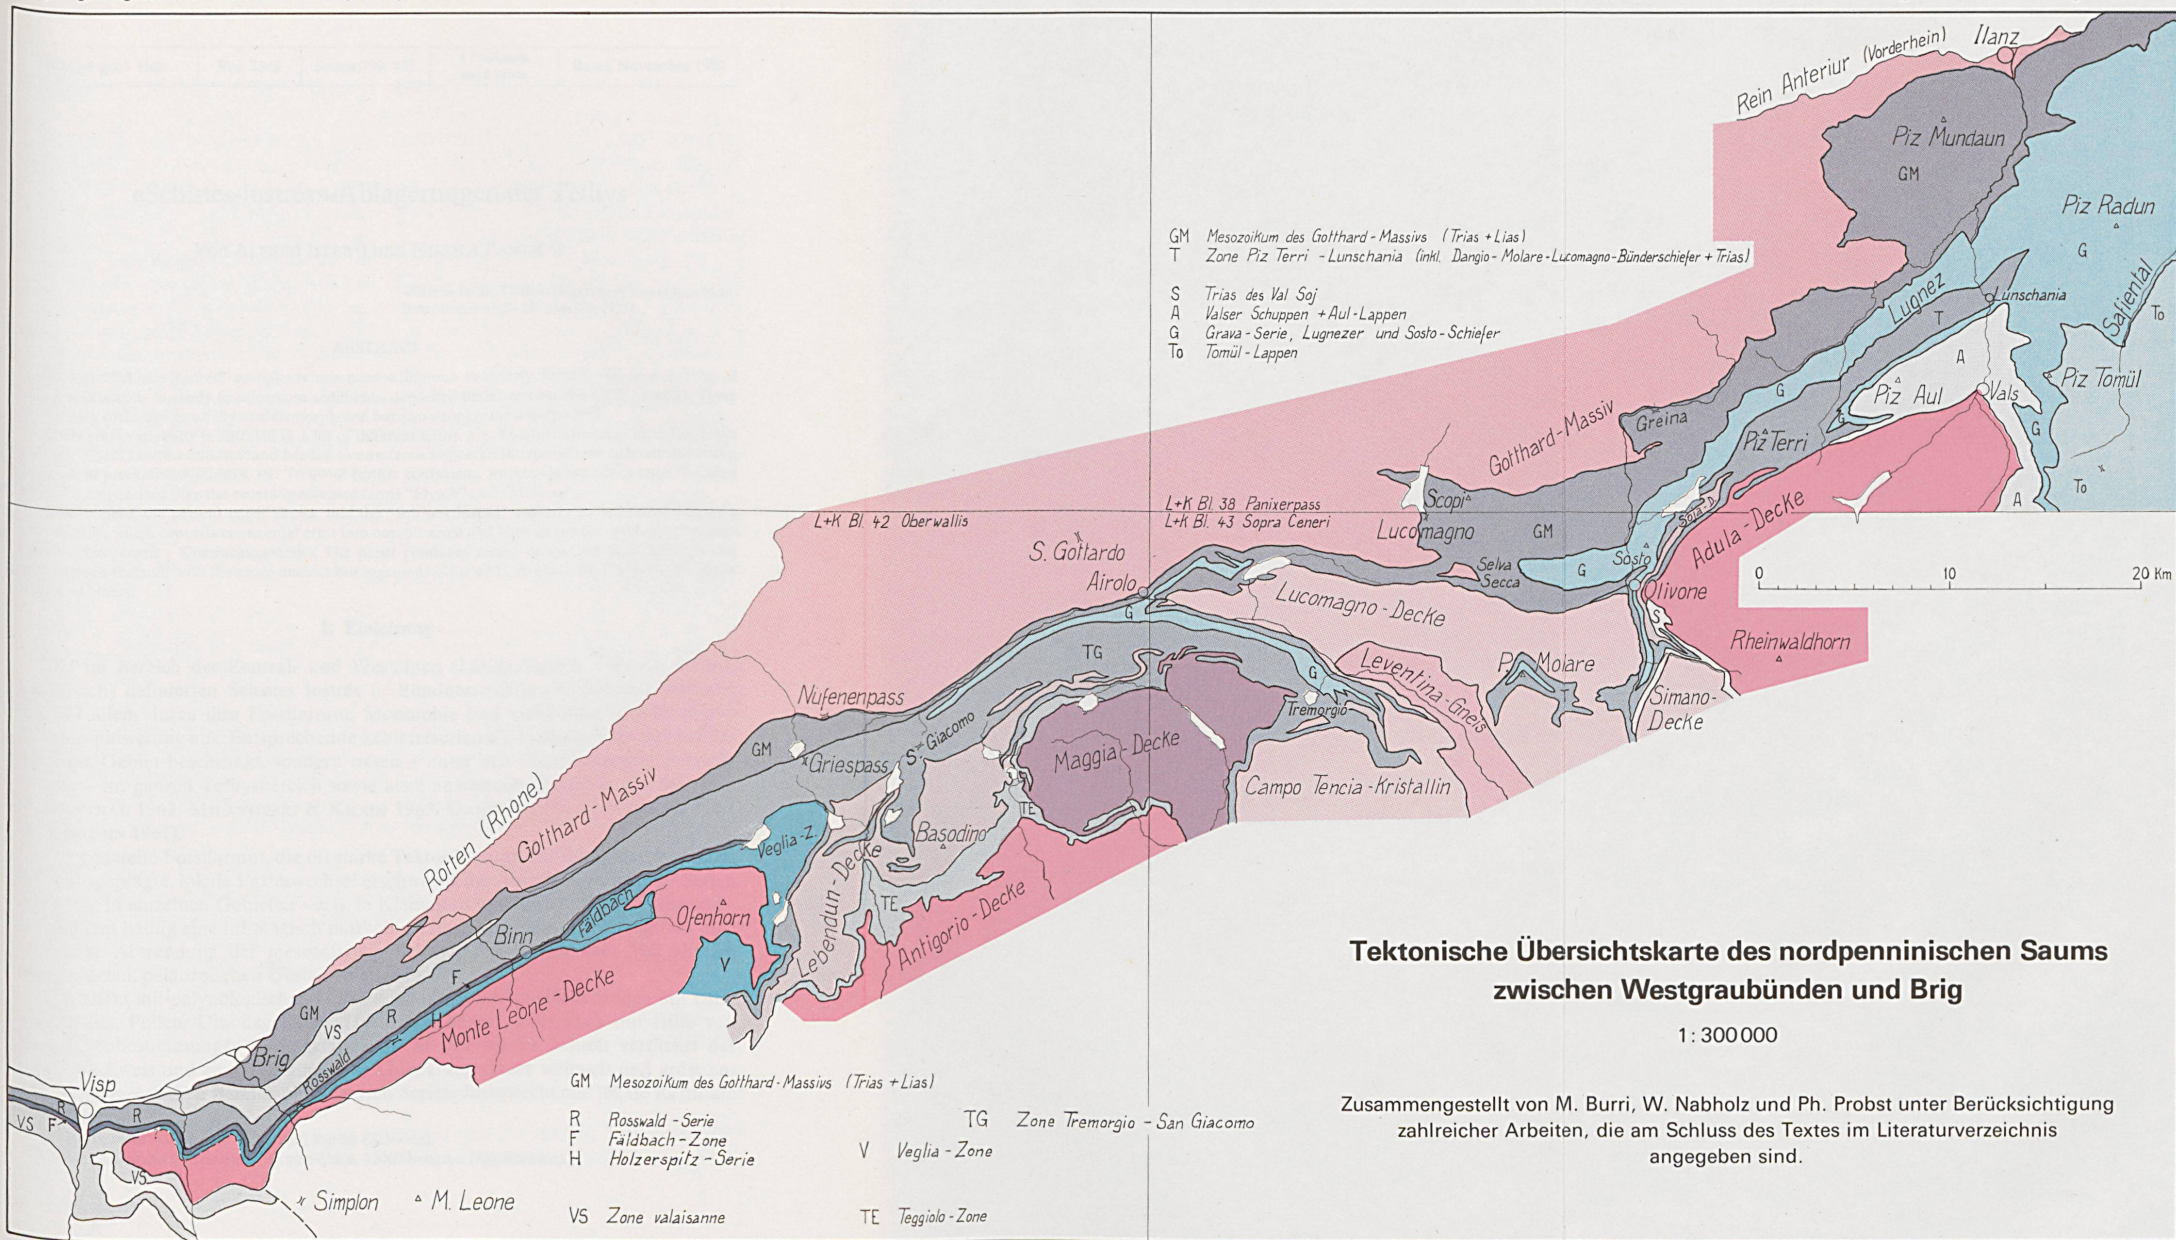 Rein Anteriur (Vorderhein)
Ilanz
Piz Mundaun
GM
Piz Radun
G
Safiental
To
GM Mesozoikum des Gotthard-Massivs (Trias + Lias)
T Zone Piz Terri - Lunschania (inkl. Dangio-Molare-Lucomagno-Bünderschiefer + Trias)
S Trias des Val Soj
A Valser Schuppen + Aul-Lappen
G Grava-Serie, Lugnezer und Sosto-Schiefer
To Tomül-Lappen
Lugnez
Lunschania
T
A
Piz Aul
Vals
Piz Tomül
G
G
G
To
A
Gotthard-Massiv
Greina
Piz Terri
Scopi
Lucomagno
GM
Soja-D.
Adula-Decke
L+K Bl. 42 Oberwallis
L+K Bl. 38 Panixerpass
L+K Bl. 43 Sopra Ceneri
S. Gottardo
Airolo
Selva
Secca
G
Sosto
Olivone
0 10 20 Km
G
Lucomagno-Decke
S
Rheinwaldhorn
TG
Leventina-Gneis
P. Molare
T
Simano-
Decke
G
Tremorgio
Nufenenpass
GM
Griespass
S. Giacomo
Maggia-Decke
Campo Tencia-Kristallin
Rotten (Rhone)
Gotthard-Massiv
Veglia-Z.
Basodino
TE
Lebendun-Decke
TE
Antigorio-Decke
Fäldbach
Ofenhorn
Binn
V
F
R
H
Monte Leone-Decke
GM
VS
Rosswald
Brig
Visp
R
R
VS
F
VS
Simplon
M. Leone
GM Mesozoikum des Gotthard-Massivs (Trias + Lias)
R Rosswald-Serie
F Fäldbach-Zone
H Holzerspitz-Serie
VS Zone valaisanne
TG Zone Tremorgio - San Giacomo
V Veglia-Zone
TE Teggiolo-Zone
Tektonische Übersichtskarte des nordpenninischen Saums
zwischen Westgraubünden und Brig
1:300000
Zusammengestellt von M. Burri, W. Nabholz und Ph. Probst unter Berücksichtigung
zahlreicher Arbeiten, die am Schluss des Textes im Literaturverzeichnis
angegeben sind.